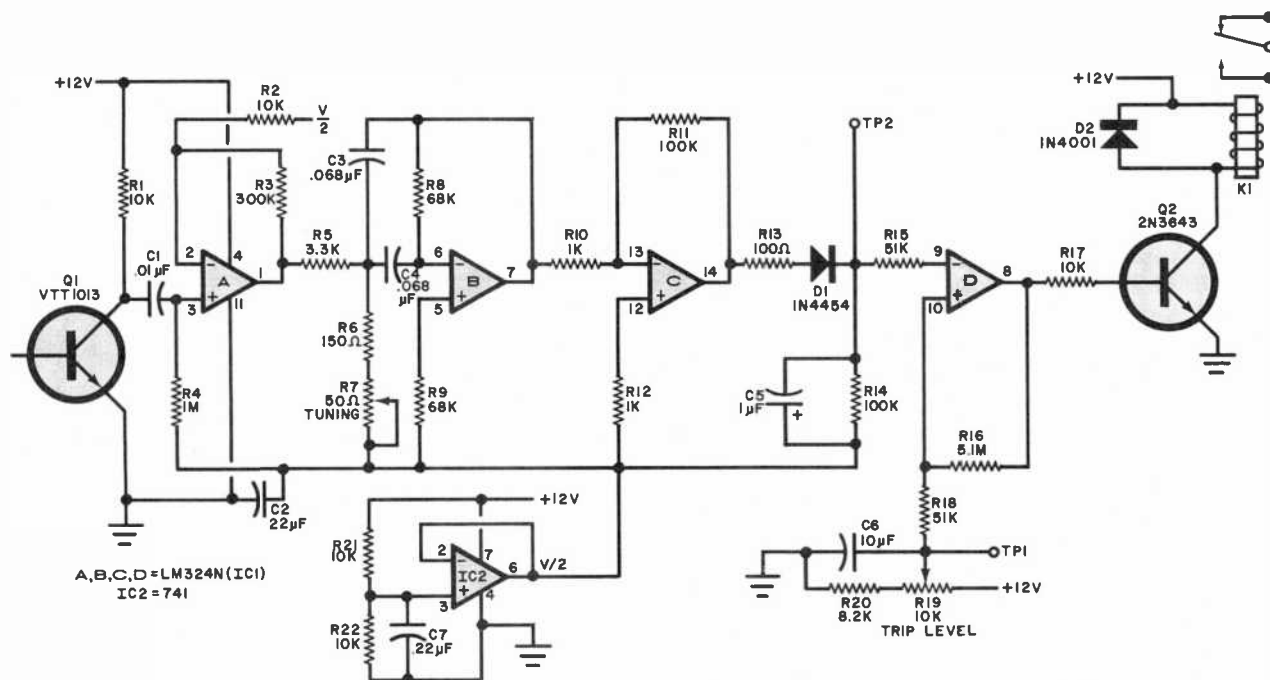 +12V
R2
10K
V/2
R1
10K
R3
300K
C1
.01µF
Q1
VTT1013
2
3
4
11
1
A
−
+
R4
1M
C2
22µF
R5
3.3K
C3
.068µF
R8
68K
C4
.068
µF
R6
150Ω
R7
50Ω
TUNING
R9
68K
6
5
7
B
−
+
R10
1K
R11
100K
13
12
14
C
−
+
R12
1K
R13
100Ω
D1
1N4454
TP2
C5
1µF
+
R14
100K
R15
51K
9
10
8
D
−
+
R16
5.1M
R18
51K
R17
10K
Q2
2N3643
+12V
D2
1N4001
K1
C6
10µF
TP1
R20
8.2K
R19
10K
+12V
TRIP LEVEL
+12V
R21
10K
R22
10K
C7
.22µF
2
3
7
4
6
IC2
−
+
V/2
A,B,C,D=LM324N(IC1)
IC2=741